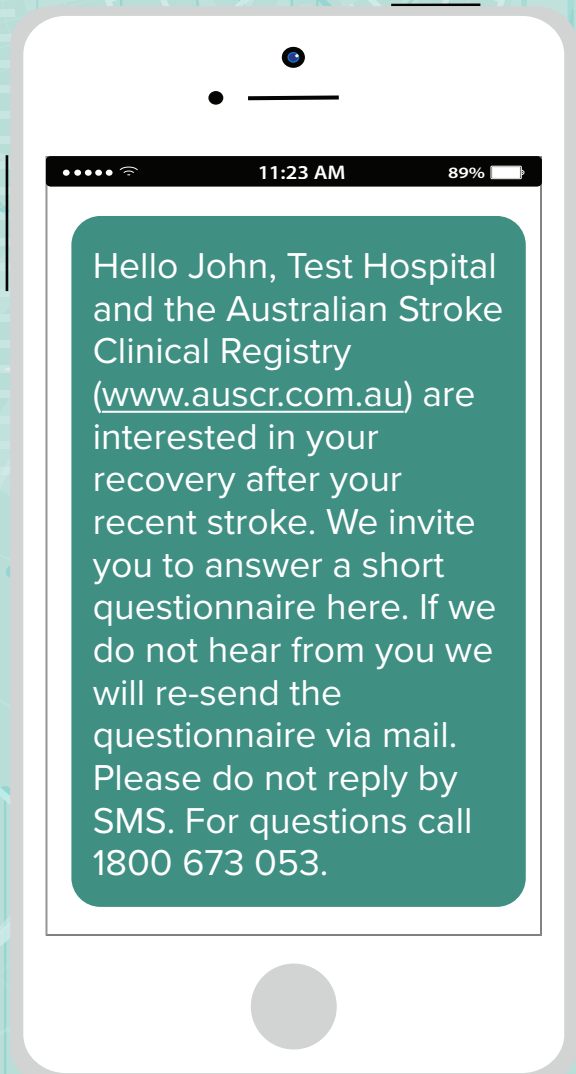 11:23 AM 89%
Hello John, Test Hospital
and the Australian Stroke
Clinical Registry
(www.auscr.com.au) are
interested in your
recovery after your
recent stroke. We invite
you to answer a short
questionnaire here. If we
do not hear from you we
will re-send the
questionnaire via mail.
Please do not reply by
SMS. For questions call
1800 673 053.